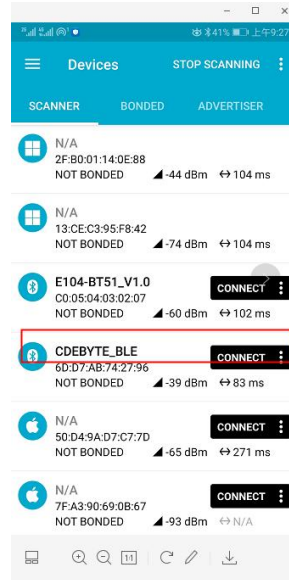 41% 上午9:27
Devices STOP SCANNING
SCANNER BONDED ADVERTISER
N/A
2F:B0:01:14:0E:88
NOT BONDED -44 dBm 104 ms
N/A
13:CE:C3:95:F8:42
NOT BONDED -74 dBm 104 ms
E104-BT51_V1.0
CONNECT
C0:05:04:03:02:07
NOT BONDED -60 dBm 102 ms
CDEBYTE_BLE
CONNECT
6D:D7:AB:74:27:96
NOT BONDED -39 dBm 83 ms
N/A
CONNECT
50:D4:9A:D7:C7:7D
NOT BONDED -65 dBm 271 ms
N/A
CONNECT
7F:A3:90:69:0B:67
NOT BONDED -93 dBm N/A
1:1